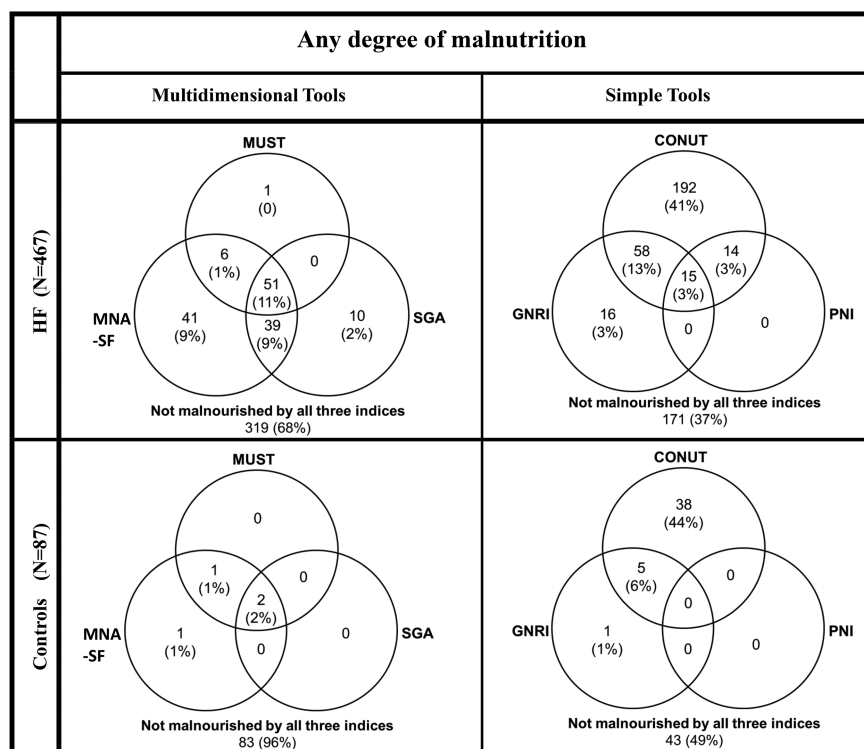 Any degree of malnutrition
Multidimensional Tools
Simple Tools
HF (N=467)
MUST
1
(0)
6
(1%)
0
51
(11%)
MNA
-SF
41
(9%)
39
(9%)
10
(2%)
SGA
Not malnourished by all three indices
319 (68%)
CONUT
192
(41%)
58
(13%)
14
(3%)
15
(3%)
GNRI
16
(3%)
0
0
PNI
Not malnourished by all three indices
171 (37%)
Controls (N=87)
MUST
0
1
(1%)
0
2
(2%)
MNA
-SF
1
(1%)
0
0
SGA
Not malnourished by all three indices
83 (96%)
CONUT
38
(44%)
5
(6%)
0
0
GNRI
1
(1%)
0
0
PNI
Not malnourished by all three indices
43 (49%)